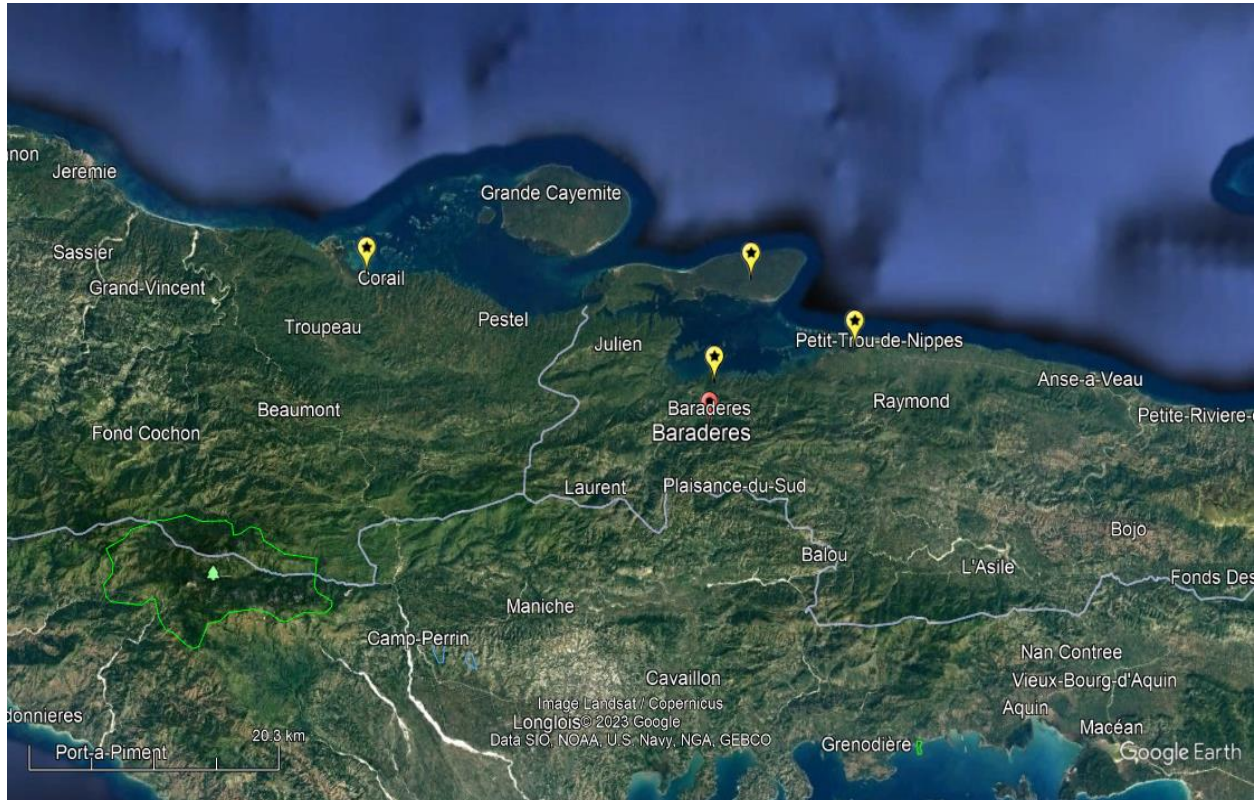 nnon
Jeremie
Grande Cayemite
Sassier
Corail
Grand-Vincent
Troupeau
Pestel
Julien
Petit-Trou-de-Nippes
Anse-a-Veau
Beaumont
Baraderes
Raymond
Petite-Riviere-d
Fond Cochon
Baraderes
Laurent
Plaisance-du-Sud
Bojo
Balou
L'Asile
Fonds Des
Maniche
Camp-Perrin
Nan Contree
Cavaillon
Vieux-Bourg-d'Aquin
Image Landsat / Copernicus
Aquin
donnieres
Longlois
© 2023 Google
Macéan
20.3 km
Data SIO, NOAA, U.S. Navy, NGA, GEBCO
Grenodière
Port-à-Piment
Google Earth